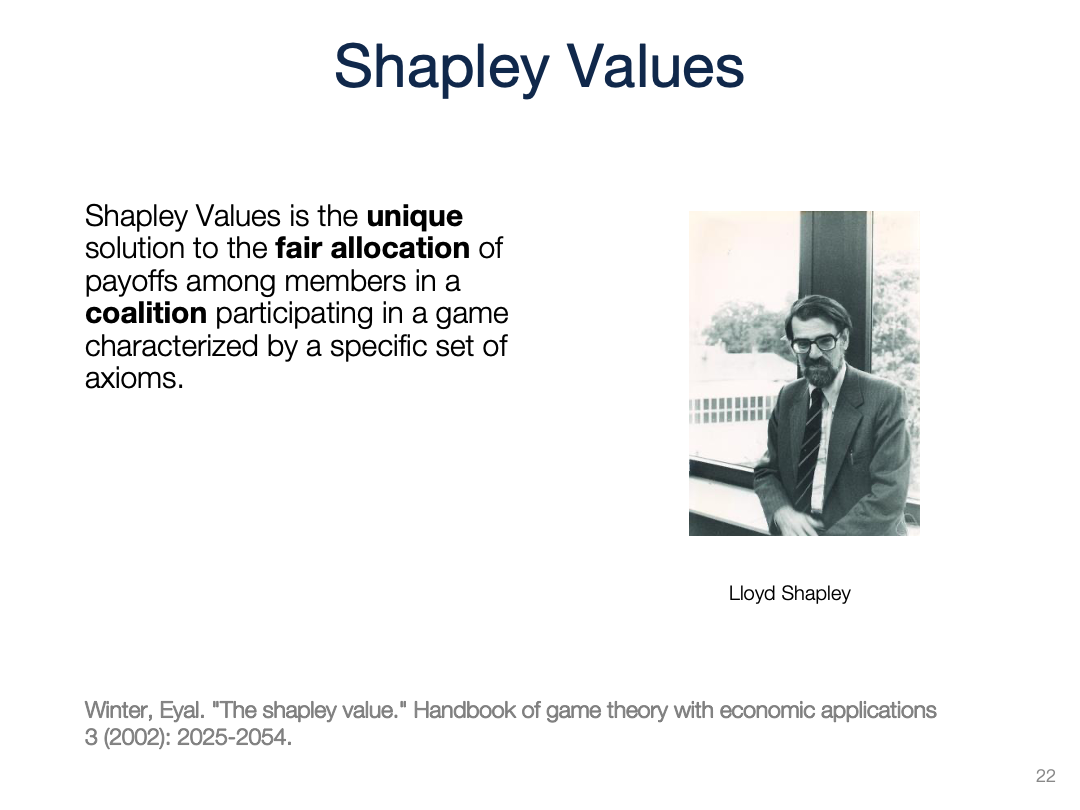 Shapley Values
Shapley Values is the unique
solution to the fair allocation of
payoffs among members in a
coalition participating in a game
characterized by a specific set of
axioms.
Lloyd Shapley
Winter, Eyal. "The shapley value." Handbook of game theory with economic applications
3 (2002): 2025-2054.
22